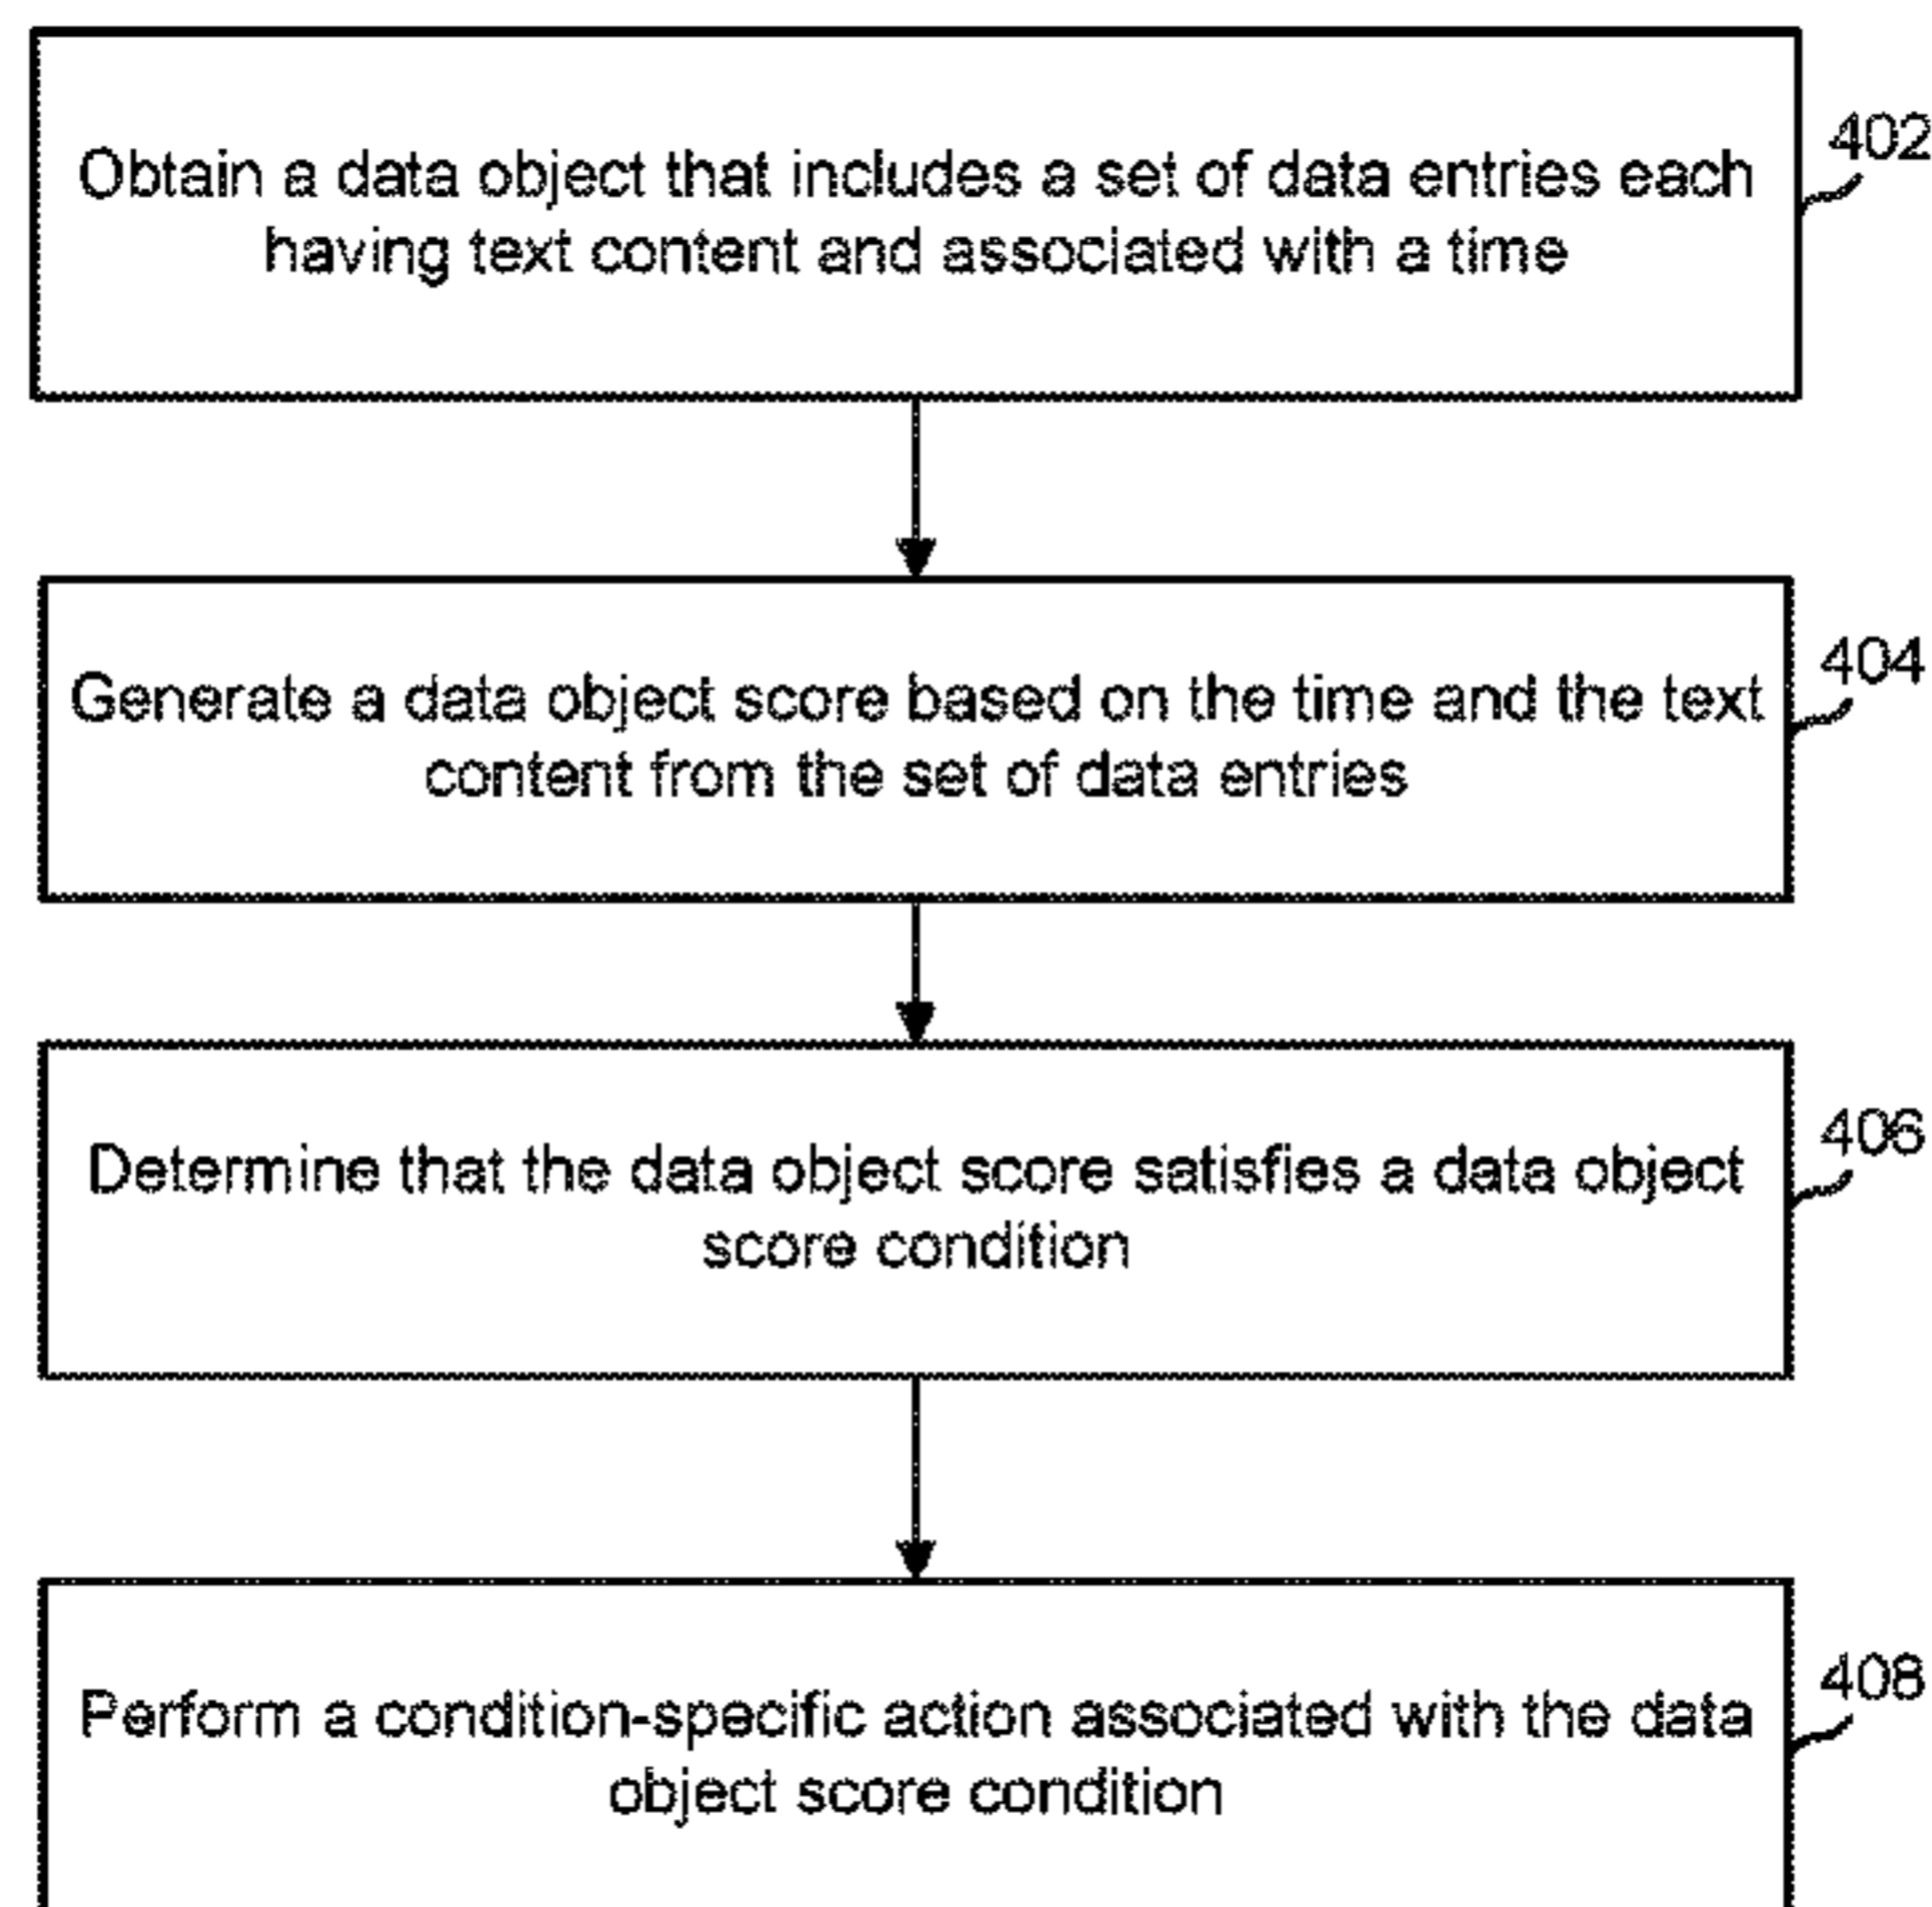 Obtain a data object that includes a set of data entries each
having text content and associated with a time
402
Generate a data object score based on the time and the text
content from the set of data entries
404
Determine that the data object score satisfies a data object
score condition
406
Perform a condition-specific action associated with the data
object score condition
408